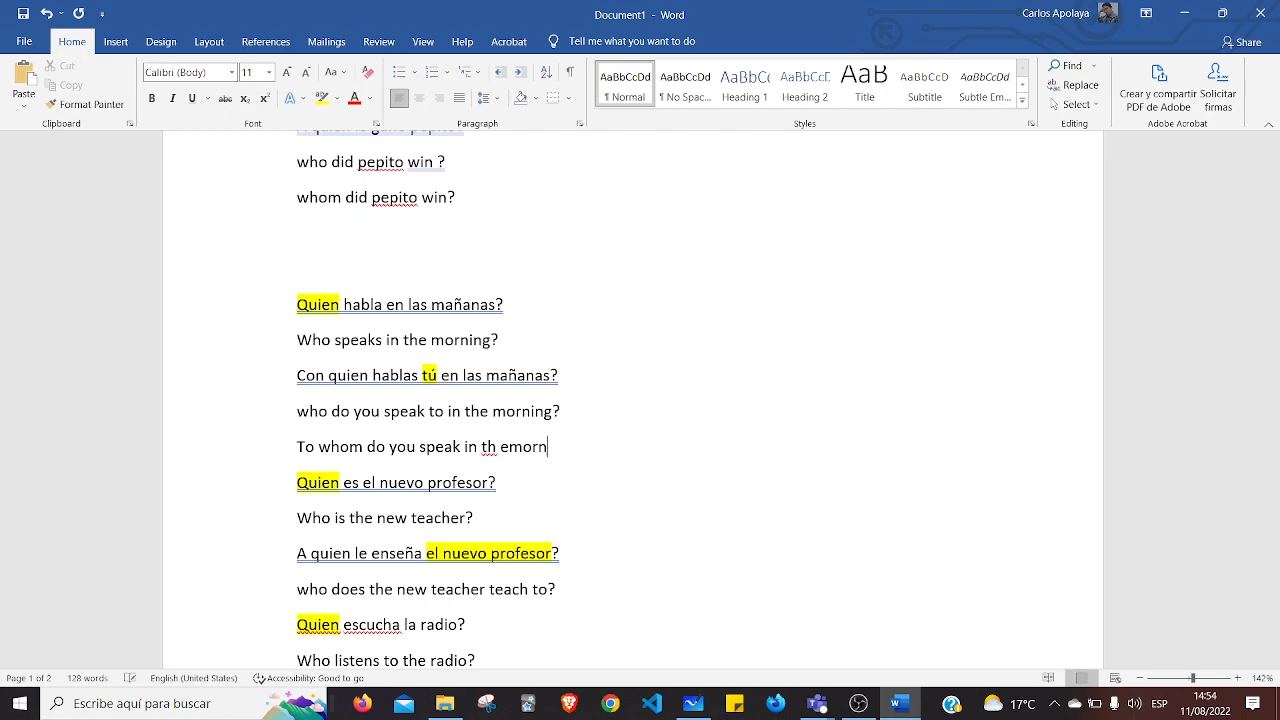 Document1 - Word
Carlos Apolaya
File Home Insert Design Layout References Mailings Review View Help Acrobat Tell me what you want to do Share
Paste Cut Copy Format Painter Clipboard
Calibri (Body) 11 Font
Paragraph
AaBbCcDd AaBbCcDd AaBbCc AaBbCcD AaB AaBbCcD AaBbCcDd
¶ Normal ¶ No Spac... Heading 1 Heading 2 Title Subtitle Subtle Em...
Styles
Find Replace Select Editing
Crear y compartir PDF de Adobe Solicitar firmas Adobe Acrobat
who did pepito win ?
whom did pepito win?
Quien habla en las mañanas?
Who speaks in the morning?
Con quien hablas tú en las mañanas?
who do you speak to in the morning?
To whom do you speak in th emorn
Quien es el nuevo profesor?
Who is the new teacher?
A quien le enseña el nuevo profesor?
who does the new teacher teach to?
Quien escucha la radio?
Who listens to the radio?
Page 1 of 2 128 words English (United States) Accessibility: Good to go 142%
Escribe aquí para buscar 17°C 14:54
11/08/2022